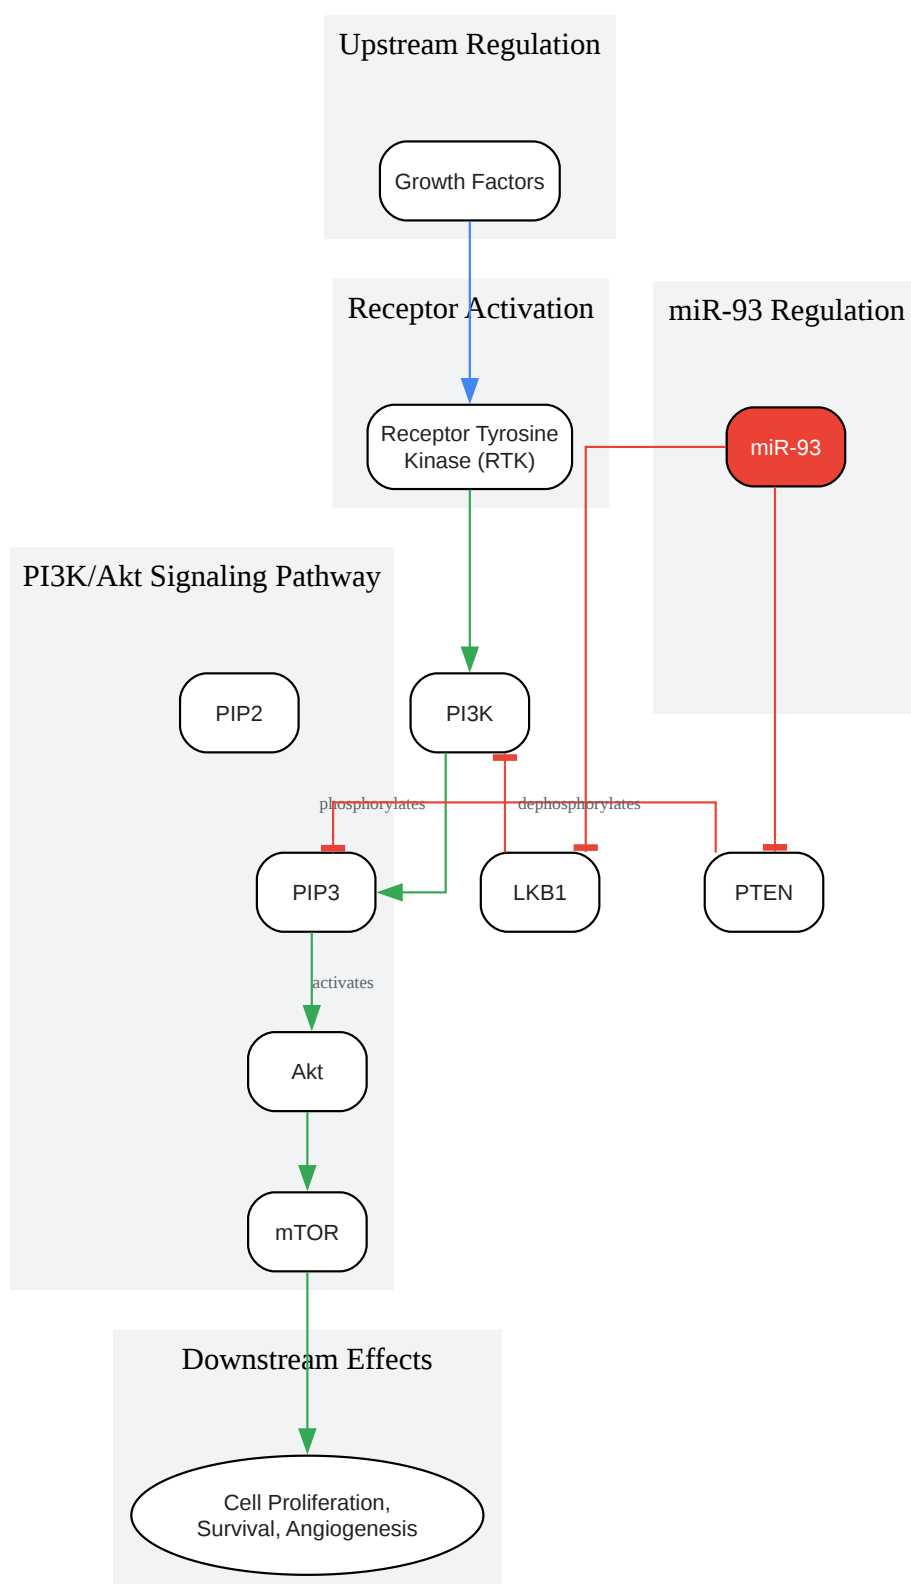 Upstream Regulation
Growth Factors
Receptor Activation
miR-93 Regulation
Receptor Tyrosine
Kinase (RTK)
miR-93
PI3K/Akt Signaling Pathway
PIP2
PI3K
phosphorylates
dephosphorylates
PIP3
LKB1
PTEN
activates
Akt
mTOR
Downstream Effects
Cell Proliferation,
Survival, Angiogenesis